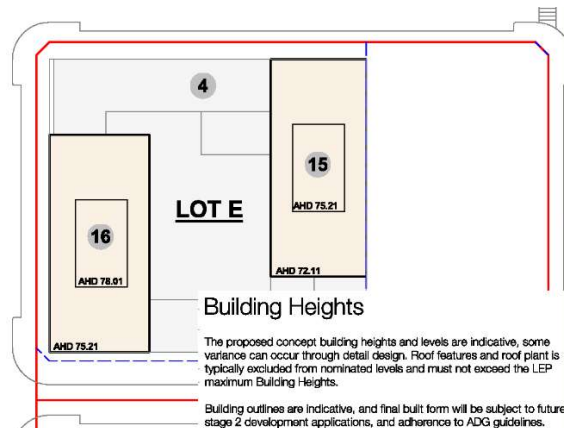 4
15
AHD 75.21
LOT E
16
AHD 78.01
AHD 72.11
AHD 75.21
Building Heights
The proposed concept building heights and levels are indicative, some
variance can occur through detail design. Roof features and roof plant is
typically excluded from nominated levels and must not exceed the LEP
maximum Building Heights.
Building outlines are indicative, and final built form will be subject to future
stage 2 development applications, and adherence to ADG guidelines.